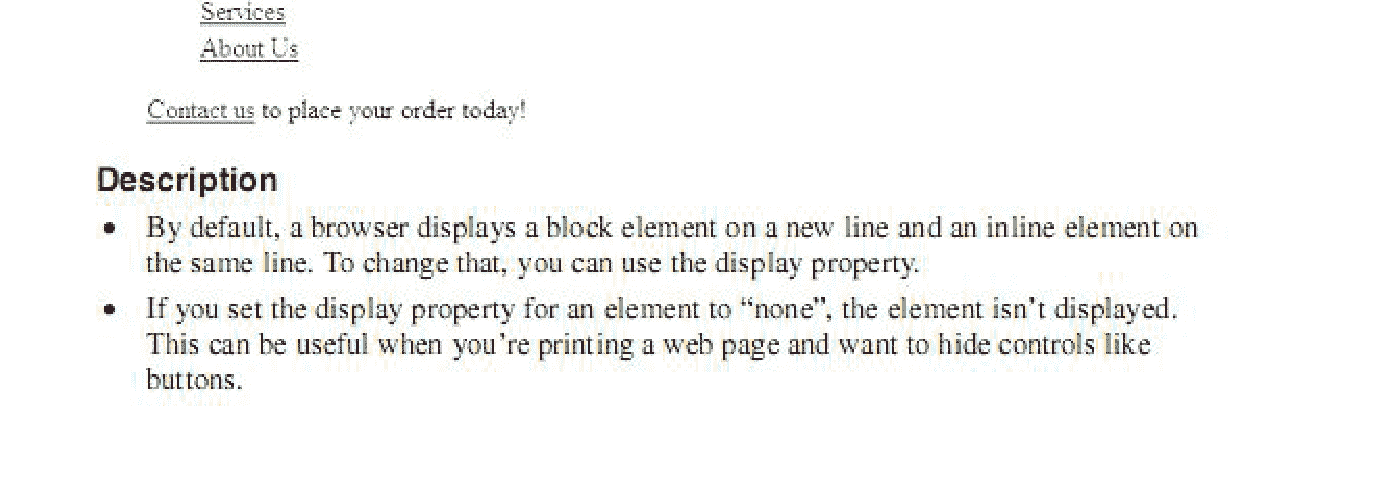 Services
About Us
Contact us to place your order today!
Description
• By default, a browser displays a block element on a new line and an inline element on
the same line. To change that, you can use the display property.
• If you set the display property for an element to “none”, the element isn’t displayed.
This can be useful when you’re printing a web page and want to hide controls like
buttons.